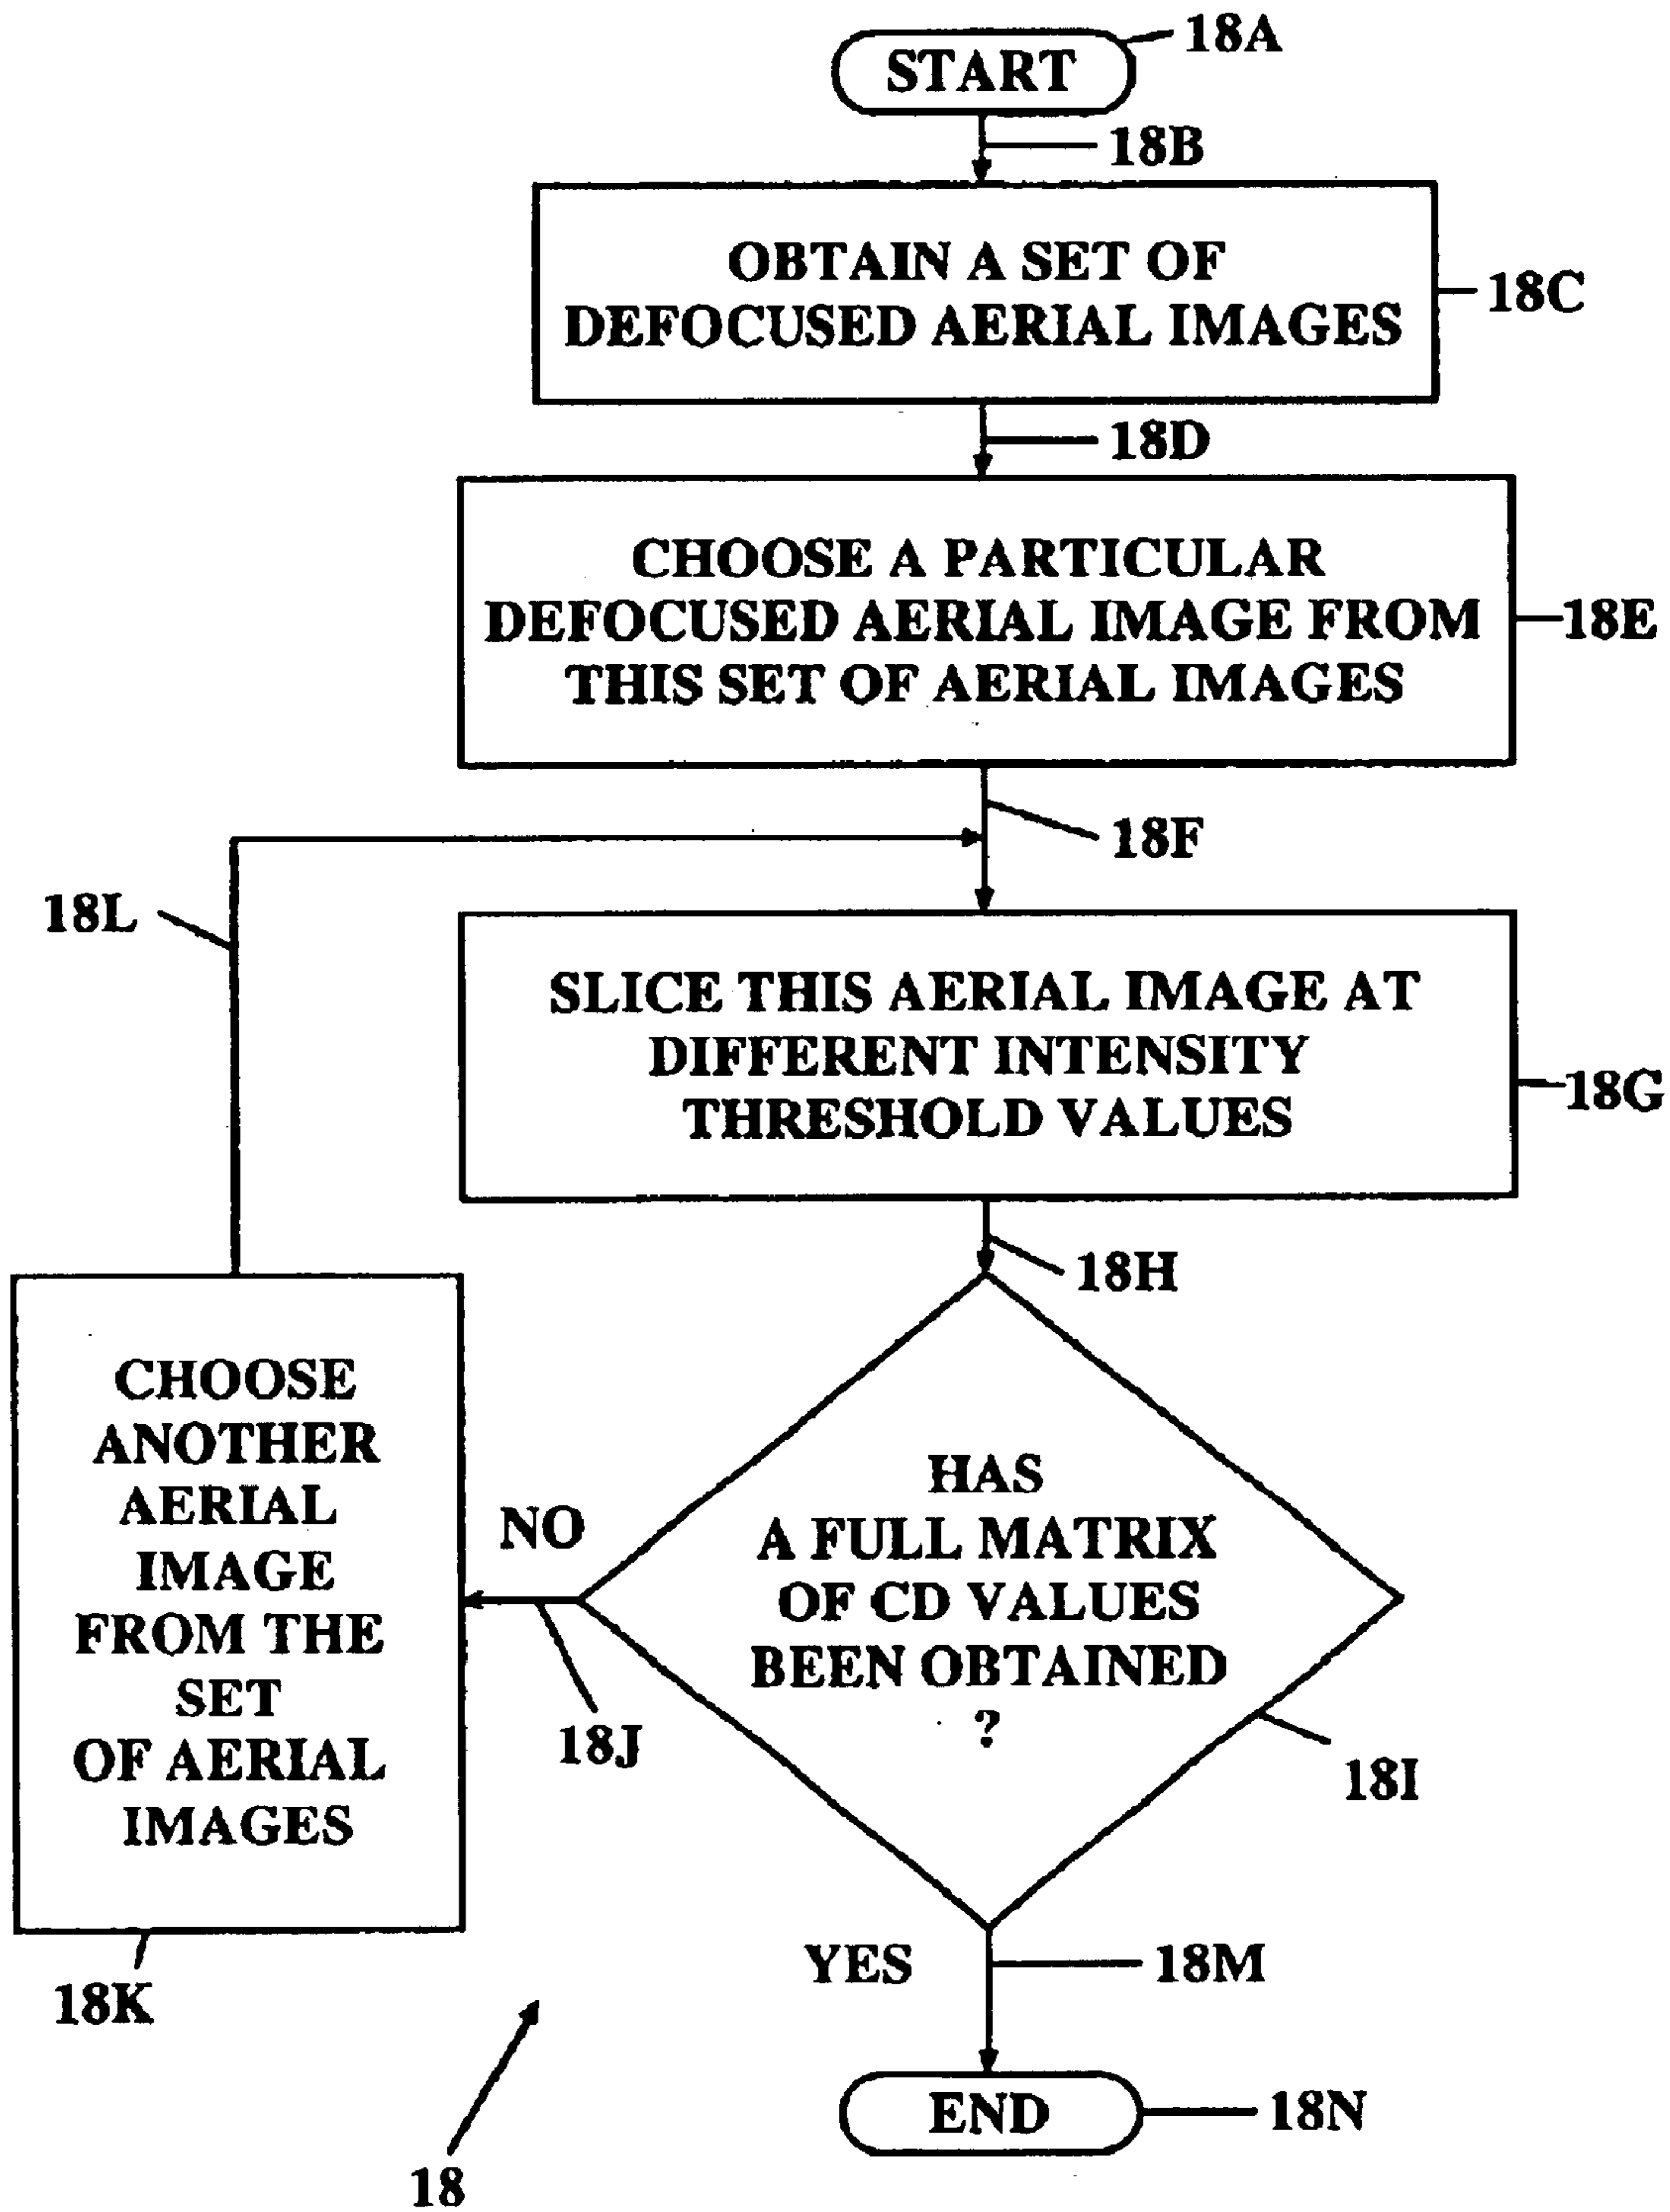 START
18A
18B
OBTAIN A SET OF
DEFOCUSED AERIAL IMAGES
18C
18D
CHOOSE A PARTICULAR
DEFOCUSED AERIAL IMAGE FROM
THIS SET OF AERIAL IMAGES
18E
18F
18L
SLICE THIS AERIAL IMAGE AT
DIFFERENT INTENSITY
THRESHOLD VALUES
18G
18H
HAS
A FULL MATRIX
OF CD VALUES
BEEN OBTAINED
?
18I
NO
18J
CHOOSE
ANOTHER
AERIAL
IMAGE
FROM THE
SET
OF AERIAL
IMAGES
18K
YES
18M
END
18N
18